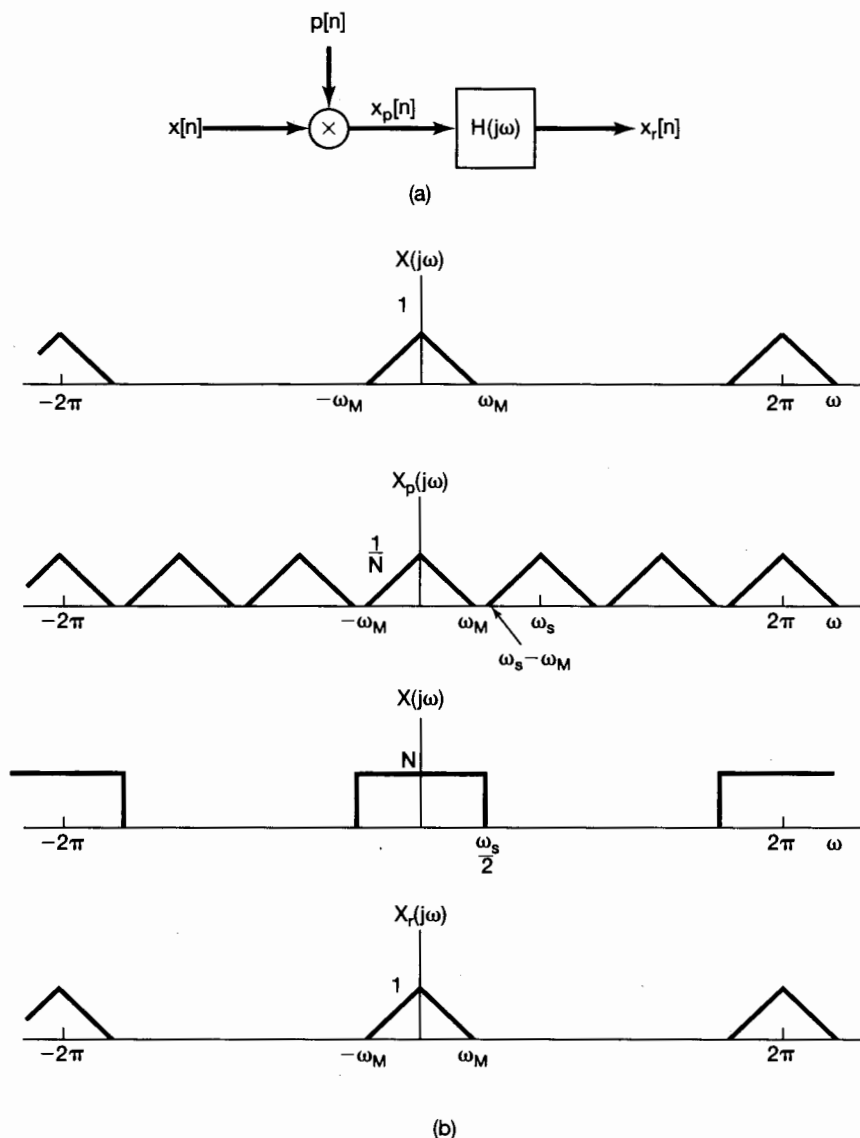 p[n]
x[n] × x_p[n] H(jω) x_r[n]
(a)
X(jω)
1
−2π −ω_M ω_M 2π ω
X_p(jω)
1/N
−2π −ω_M ω_M ω_s 2π ω
ω_s−ω_M
X(jω)
N
−2π ω_s/2 2π ω
X_r(jω)
1
−2π −ω_M ω_M 2π ω
(b)